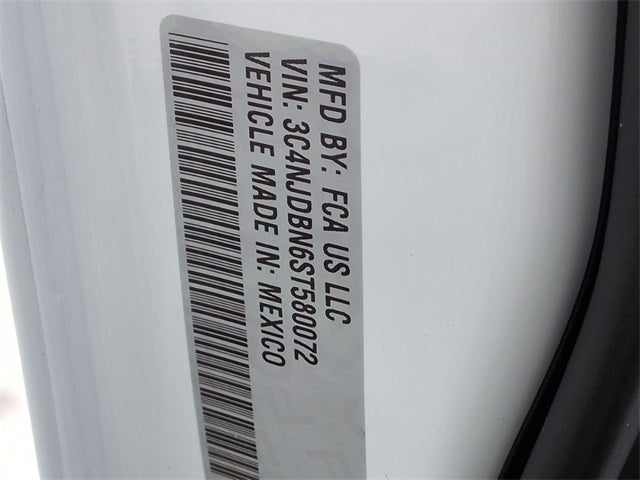 MFD BY: FCA US LLC
VIN: 3C4NJDBN6ST580072
VEHICLE MADE IN: MEXICO